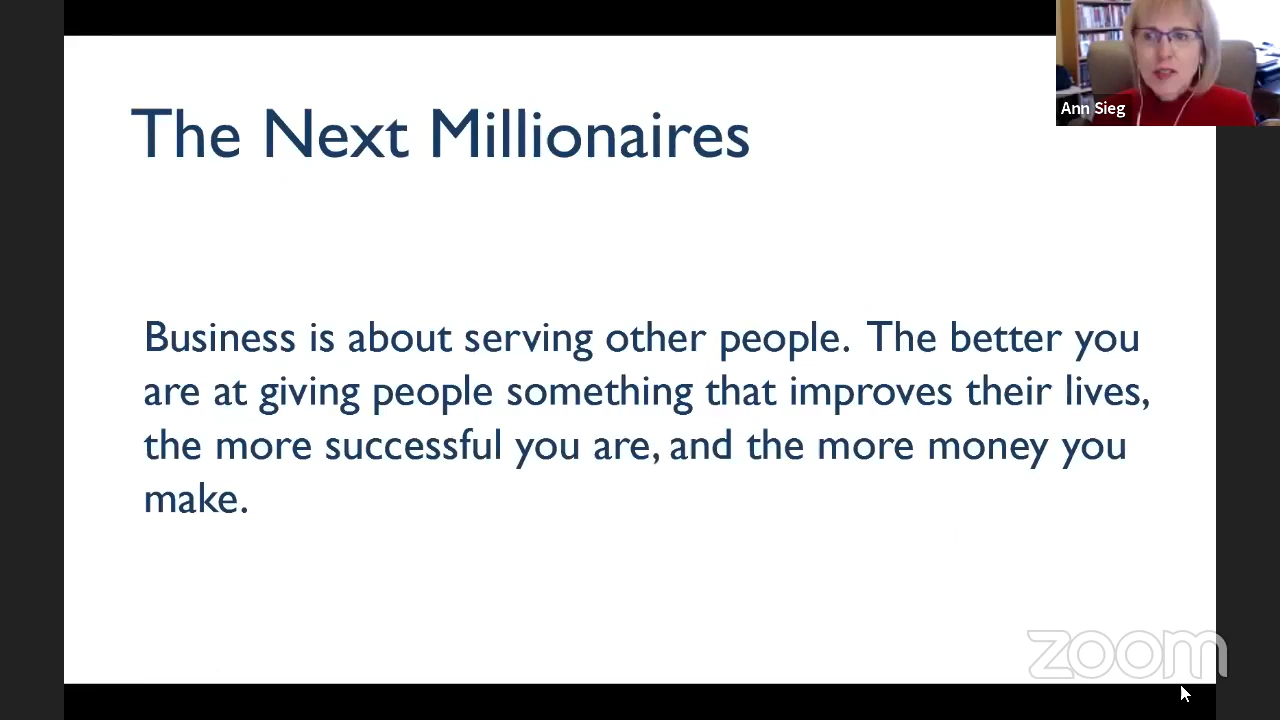 The Next Millionaires
Ann Sieg
Business is about serving other people. The better you
are at giving people something that improves their lives,
the more successful you are, and the more money you
make.
zoom